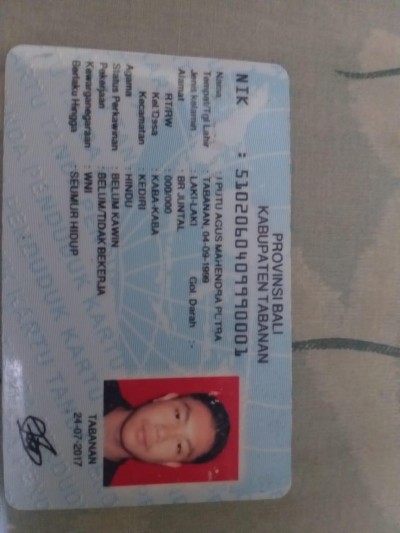 PROVINSI BALI
KABUPATEN TABANAN
NIK : 5102060409990001
Nama : I PUTU AGUS MAHENDRA PUTRA
Tempat/Tgl Lahir : TABANAN, 04-09-1999
Jenis kelamin : LAKI-LAKI Gol. Darah : -
Alamat : BR JUNTAL
RT/RW : 000/000
Kel/Desa : KABA-KABA
Kecamatan : KEDIRI
Agama : HINDU
Status Perkawinan : BELUM KAWIN
Pekerjaan : BELUM/TIDAK BEKERJA
Kewarganegaraan : WNI
Berlaku Hingga : SEUMUR HIDUP
TABANAN
24-07-2017